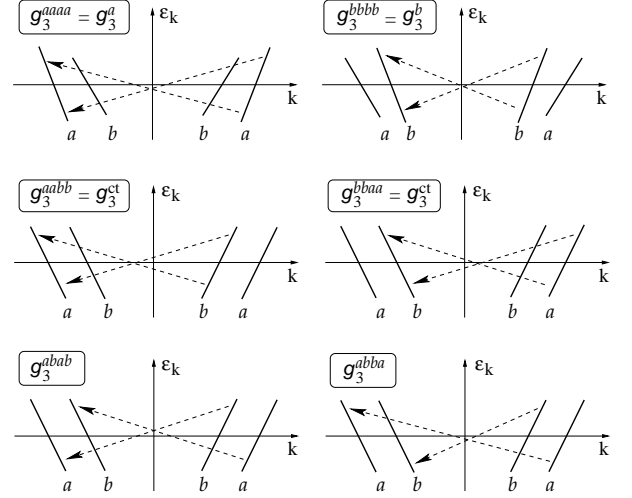 g_3^{aaaa} = g_3^a
ε_k
k
a b b a
g_3^{bbbb} = g_3^b
ε_k
k
a b b a
g_3^{aabb} = g_3^{ct}
ε_k
k
a b b a
g_3^{bbaa} = g_3^{ct}
ε_k
k
a b b a
g_3^{abab}
ε_k
k
a b b a
g_3^{abba}
ε_k
k
a b b a